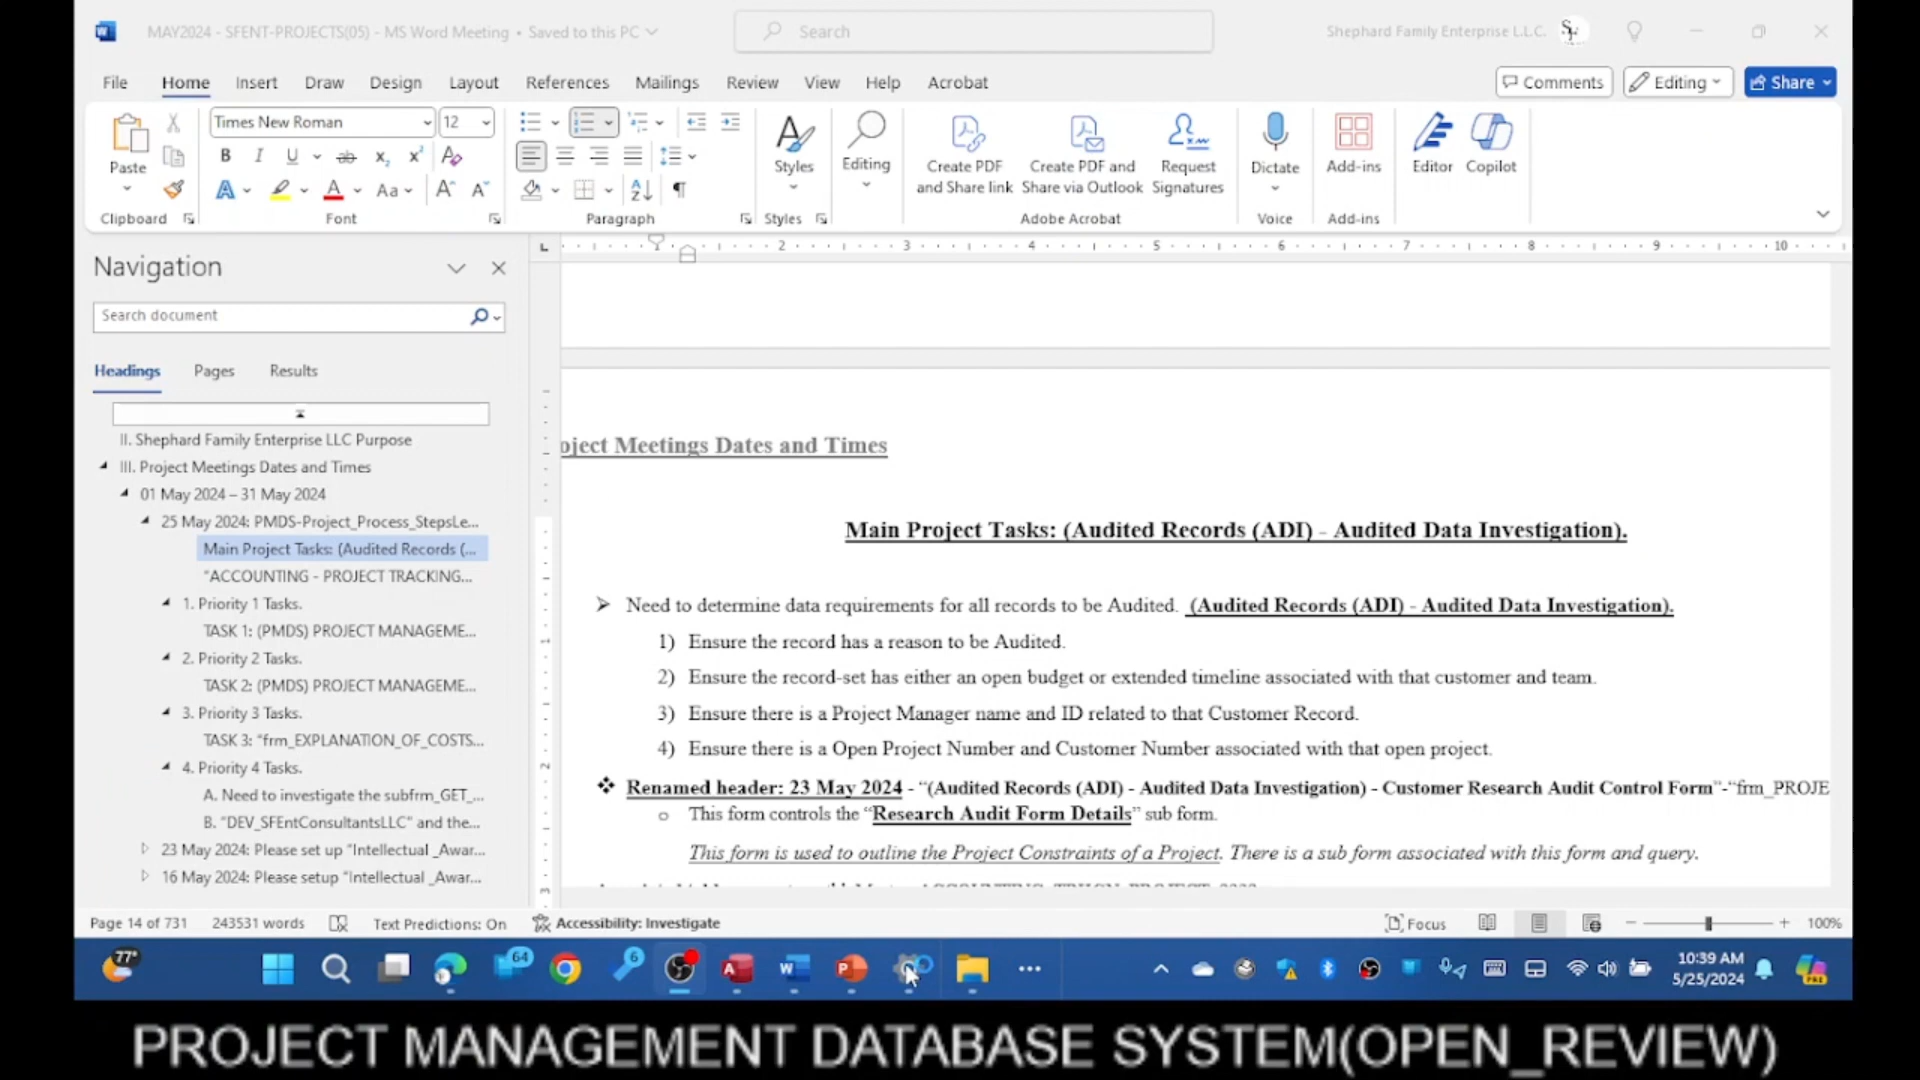 MAY2024 - SFENT-PROJECTS(05) - MS Word Meeting • Saved to this PC
Search
Shephard Family Enterprise L.L.C.
File Home Insert Draw Design Layout References Mailings Review View Help Acrobat
Comments Editing Share
Times New Roman 12
Paste Styles Editing
Create PDF and Share link
Create PDF and Share via Outlook
Request Signatures
Dictate Add-ins Editor Copilot
Clipboard Font Paragraph Styles Adobe Acrobat Voice Add-ins
2 3 4 5 6 7 8 9 10
Navigation
Search document
Headings Pages Results
II. Shephard Family Enterprise LLC Purpose
III. Project Meetings Dates and Times
01 May 2024 – 31 May 2024
25 May 2024: PMDS-Project_Process_StepsLe...
Main Project Tasks: (Audited Records (...
"ACCOUNTING - PROJECT TRACKING...
1. Priority 1 Tasks.
TASK 1: (PMDS) PROJECT MANAGEME...
2. Priority 2 Tasks.
TASK 2: (PMDS) PROJECT MANAGEME...
3. Priority 3 Tasks.
TASK 3: "frm_EXPLANATION_OF_COSTS...
4. Priority 4 Tasks.
A. Need to investigate the subfrm_GET_...
B. "DEV_SFEntConsultantsLLC" and the...
23 May 2024: Please set up "Intellectual _Awar...
16 May 2024: Please setup "Intellectual _Awar...
oject Meetings Dates and Times
Main Project Tasks: (Audited Records (ADI) - Audited Data Investigation).
➢ Need to determine data requirements for all records to be Audited. (Audited Records (ADI) - Audited Data Investigation).
1) Ensure the record has a reason to be Audited.
2) Ensure the record-set has either an open budget or extended timeline associated with that customer and team.
3) Ensure there is a Project Manager name and ID related to that Customer Record.
4) Ensure there is a Open Project Number and Customer Number associated with that open project.
❖ Renamed header: 23 May 2024 - "(Audited Records (ADI) - Audited Data Investigation) - Customer Research Audit Control Form"-"frm_PROJE
o This form controls the "Research Audit Form Details" sub form.
This form is used to outline the Project Constraints of a Project. There is a sub form associated with this form and query.
Page 14 of 731 243531 words Text Predictions: On Accessibility: Investigate Focus 100%
77° 64 6
10:39 AM
5/25/2024
PROJECT MANAGEMENT DATABASE SYSTEM(OPEN_REVIEW)